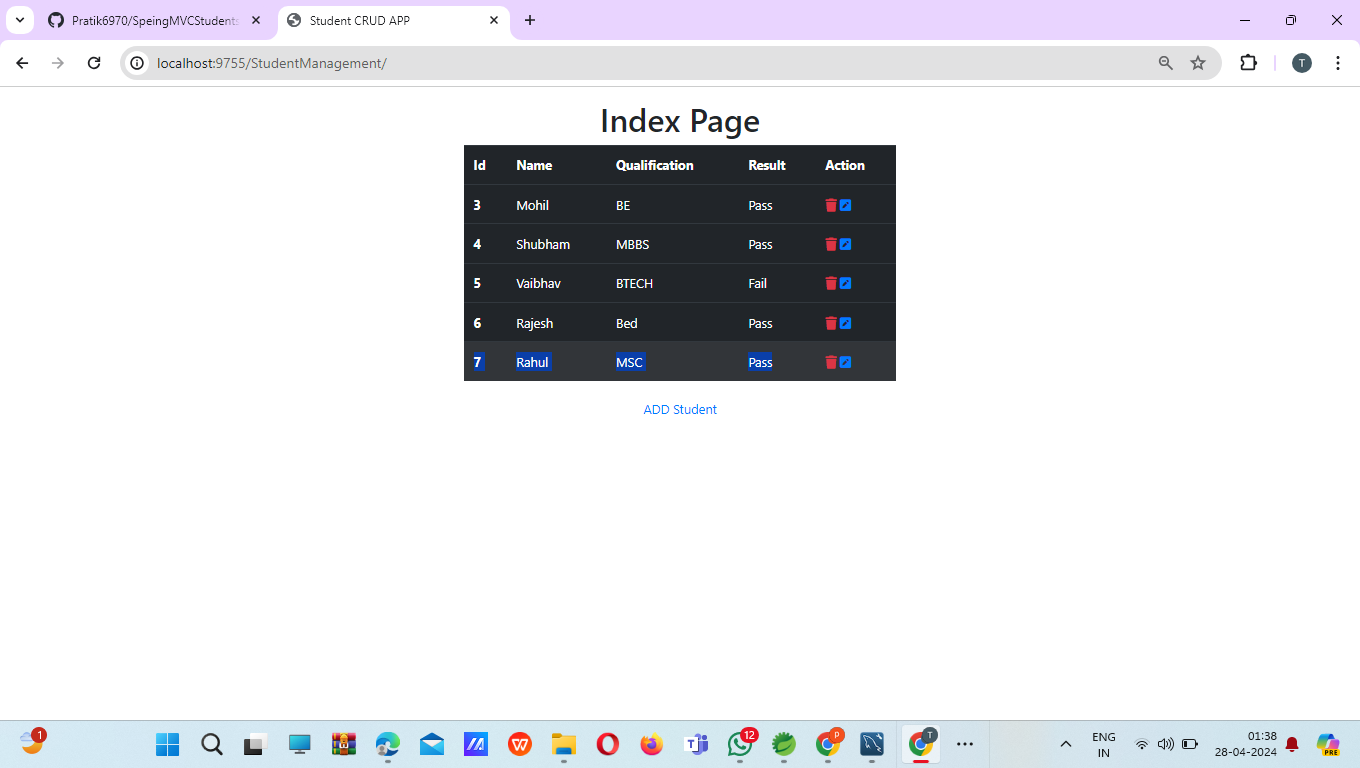 Pratik6970/SpeingMVCStudents
Student CRUD APP
localhost:9755/StudentManagement/
T
Index Page
Id Name Qualification Result Action
3 Mohil BE Pass
4 Shubham MBBS Pass
5 Vaibhav BTECH Fail
6 Rajesh Bed Pass
7 Rahul MSC Pass
ADD Student
1
12
P
T
ENG
IN
01:38
28-04-2024
PRE